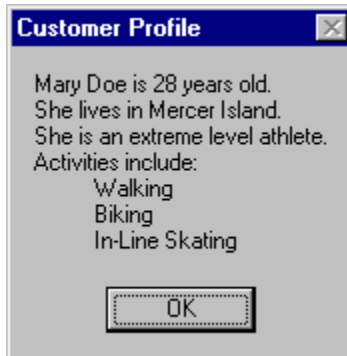 Customer Profile
Mary Doe is 28 years old.
She lives in Mercer Island.
She is an extreme level athlete.
Activities include:
Walking
Biking
In-Line Skating
OK